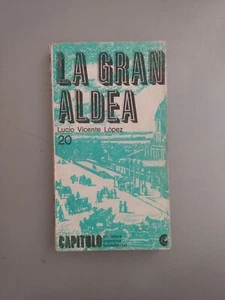 LA GRAN
ALDEA
Lucio Vicente López
20
CAPITULO